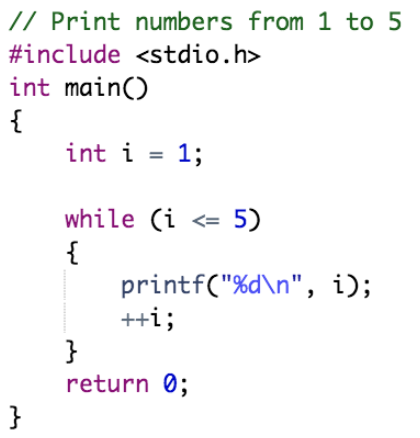 // Print numbers from 1 to 5
#include <stdio.h>
int main()
{
    int i = 1;

    while (i <= 5)
    {
        printf("%d\n", i);
        ++i;
    }
    return 0;
}